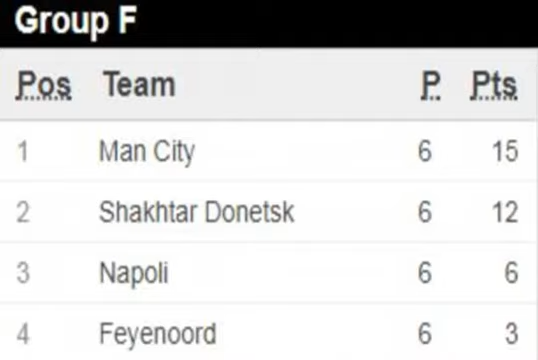 Group F
Pos Team P Pts
1 Man City 6 15
2 Shakhtar Donetsk 6 12
3 Napoli 6 6
4 Feyenoord 6 3